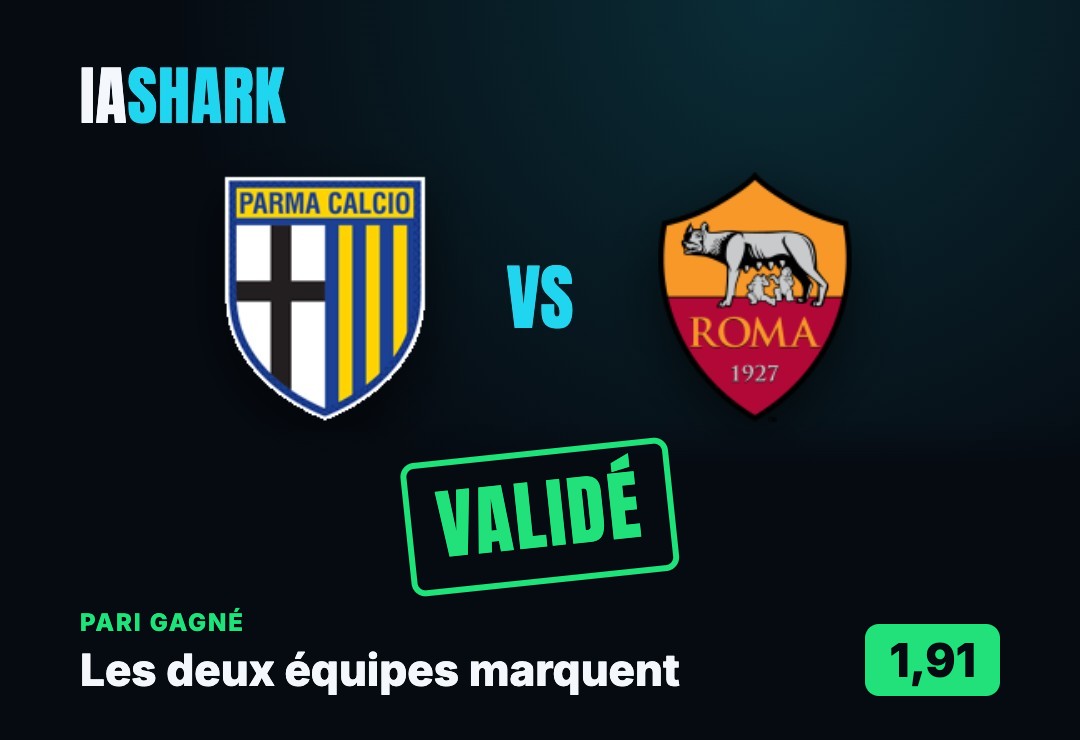 IASHARK
PARMA CALCIO
VS
ROMA
1927
VALIDÉ
PARI GAGNÉ
Les deux équipes marquent
1,91